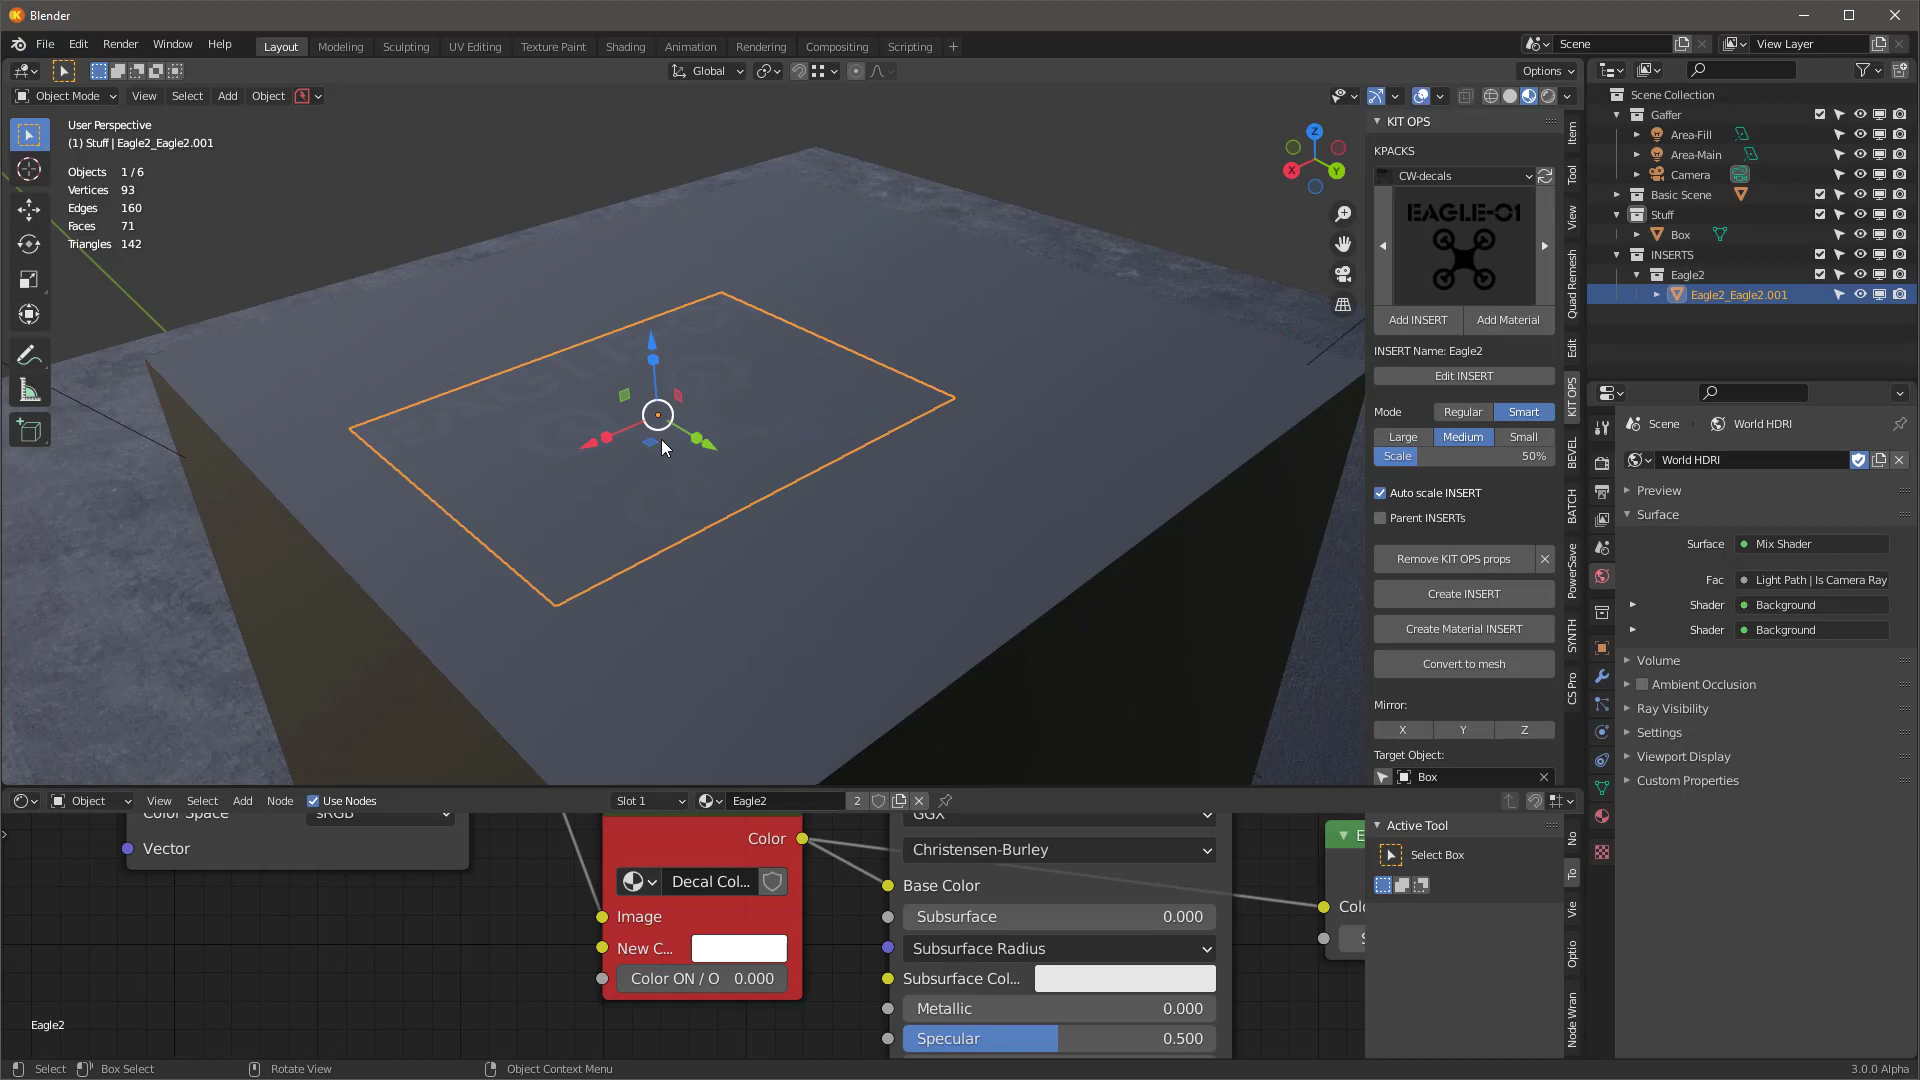 Blender
File Edit Render Window Help
Layout Modeling Sculpting UV Editing Texture Paint Shading Animation Rendering Compositing Scripting +
Scene View Layer
Global Options
Object Mode View Select Add Object
User Perspective
(1) Stuff | Eagle2_Eagle2.001
Objects 1/6
Vertices 93
Edges 160
Faces 71
Triangles 142
Z
X
Y
KIT OPS
KPACKS
CW-decals
EAGLE-01
Add INSERT Add Material
INSERT Name: Eagle2
Edit INSERT
Mode Regular Smart
Large Medium Small
Scale 50%
Auto scale INSERT
Parent INSERTs
Remove KIT OPS props
Create INSERT
Create Material INSERT
Convert to mesh
Mirror:
X Y Z
Target Object:
Box
Item
Tool
View
Quad Remesh
Edit
KIT OPS
BEVEL
BATCH
PowerSave
SYNTH
CS Pro
Scene Collection
Gaffer
Area-Fill
Area-Main
Camera
Basic Scene
Stuff
Box
INSERTS
Eagle2
Eagle2_Eagle2.001
Scene World HDRI
World HDRI
Preview
Surface
Surface Mix Shader
Fac Light Path | Is Camera Ray
Shader Background
Shader Background
Volume
Ambient Occlusion
Ray Visibility
Settings
Viewport Display
Custom Properties
Object View Select Add Node Use Nodes Slot 1 Eagle2 2
Color Space sRGB
Vector
Color
Decal Col...
Image
New C...
Color ON / O 0.000
GGX
Christensen-Burley
Base Color
Subsurface 0.000
Subsurface Radius
Subsurface Col...
Metallic 0.000
Specular 0.500
E
Colo
S
Active Tool
Select Box
No
To
Vie
Optio
Node Wran
Eagle2
Select Box Select Rotate View Object Context Menu 3.0.0 Alpha